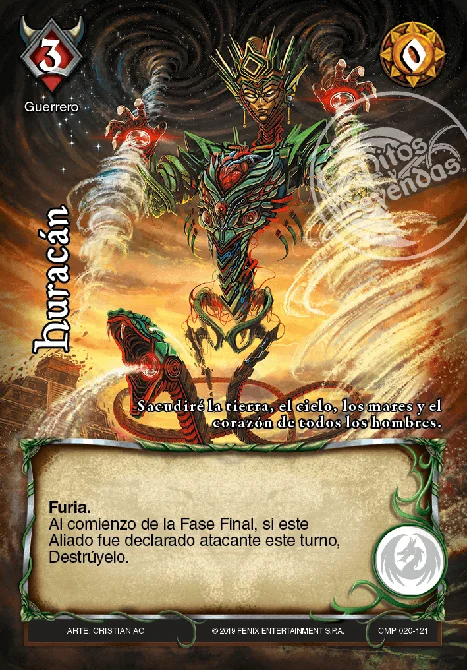 3
0
Guerrero
Mitos
Leyendas
Huracán
Sacudiré la tierra, el cielo, los mares y el
corazón de todos los hombres.
Furia.
Al comienzo de la Fase Final, si este
Aliado fue declarado atacante este turno,
Destrúyelo.
ARTE: CRISTIAN AC
© 2019 FENIX ENTERTAINMENT S.P.A.
CMP 020-121